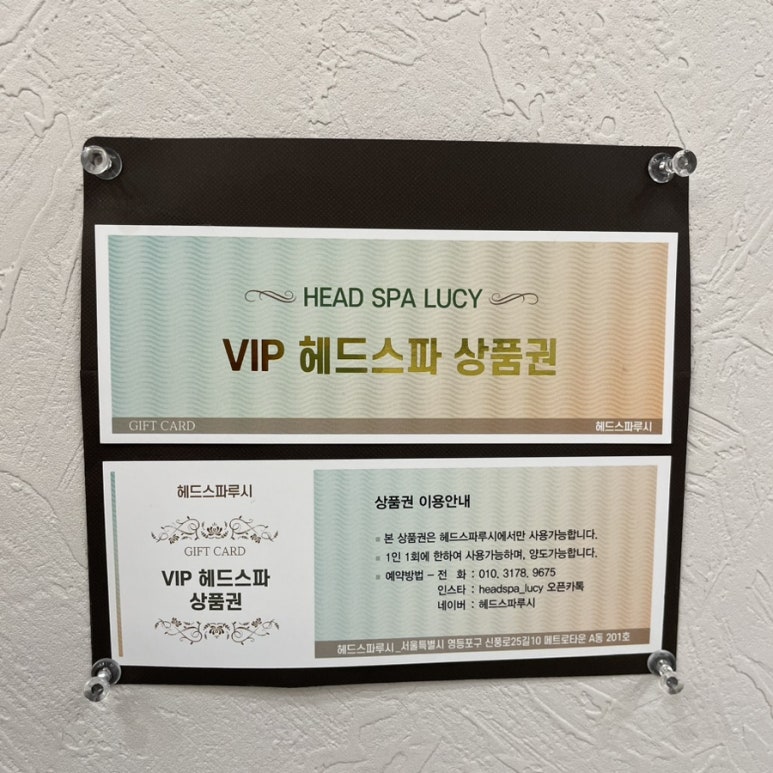 HEAD SPA LUCY
VIP 헤드스파 상품권
GIFT CARD
헤드스파루시
헤드스파루시
GIFT CARD
VIP 헤드스파
상품권
상품권 이용안내
본 상품권은 헤드스파루시에서만 사용가능합니다.
1인 1회에 한하여 사용가능하며, 양도가능합니다.
예약방법 - 전 화 : 010. 3178. 9675
인스타 : headspa_lucy 오픈카톡
네이버 : 헤드스파루시
헤드스파루시_서울특별시 영등포구 신풍로25길10 메트로타운 A동 201호